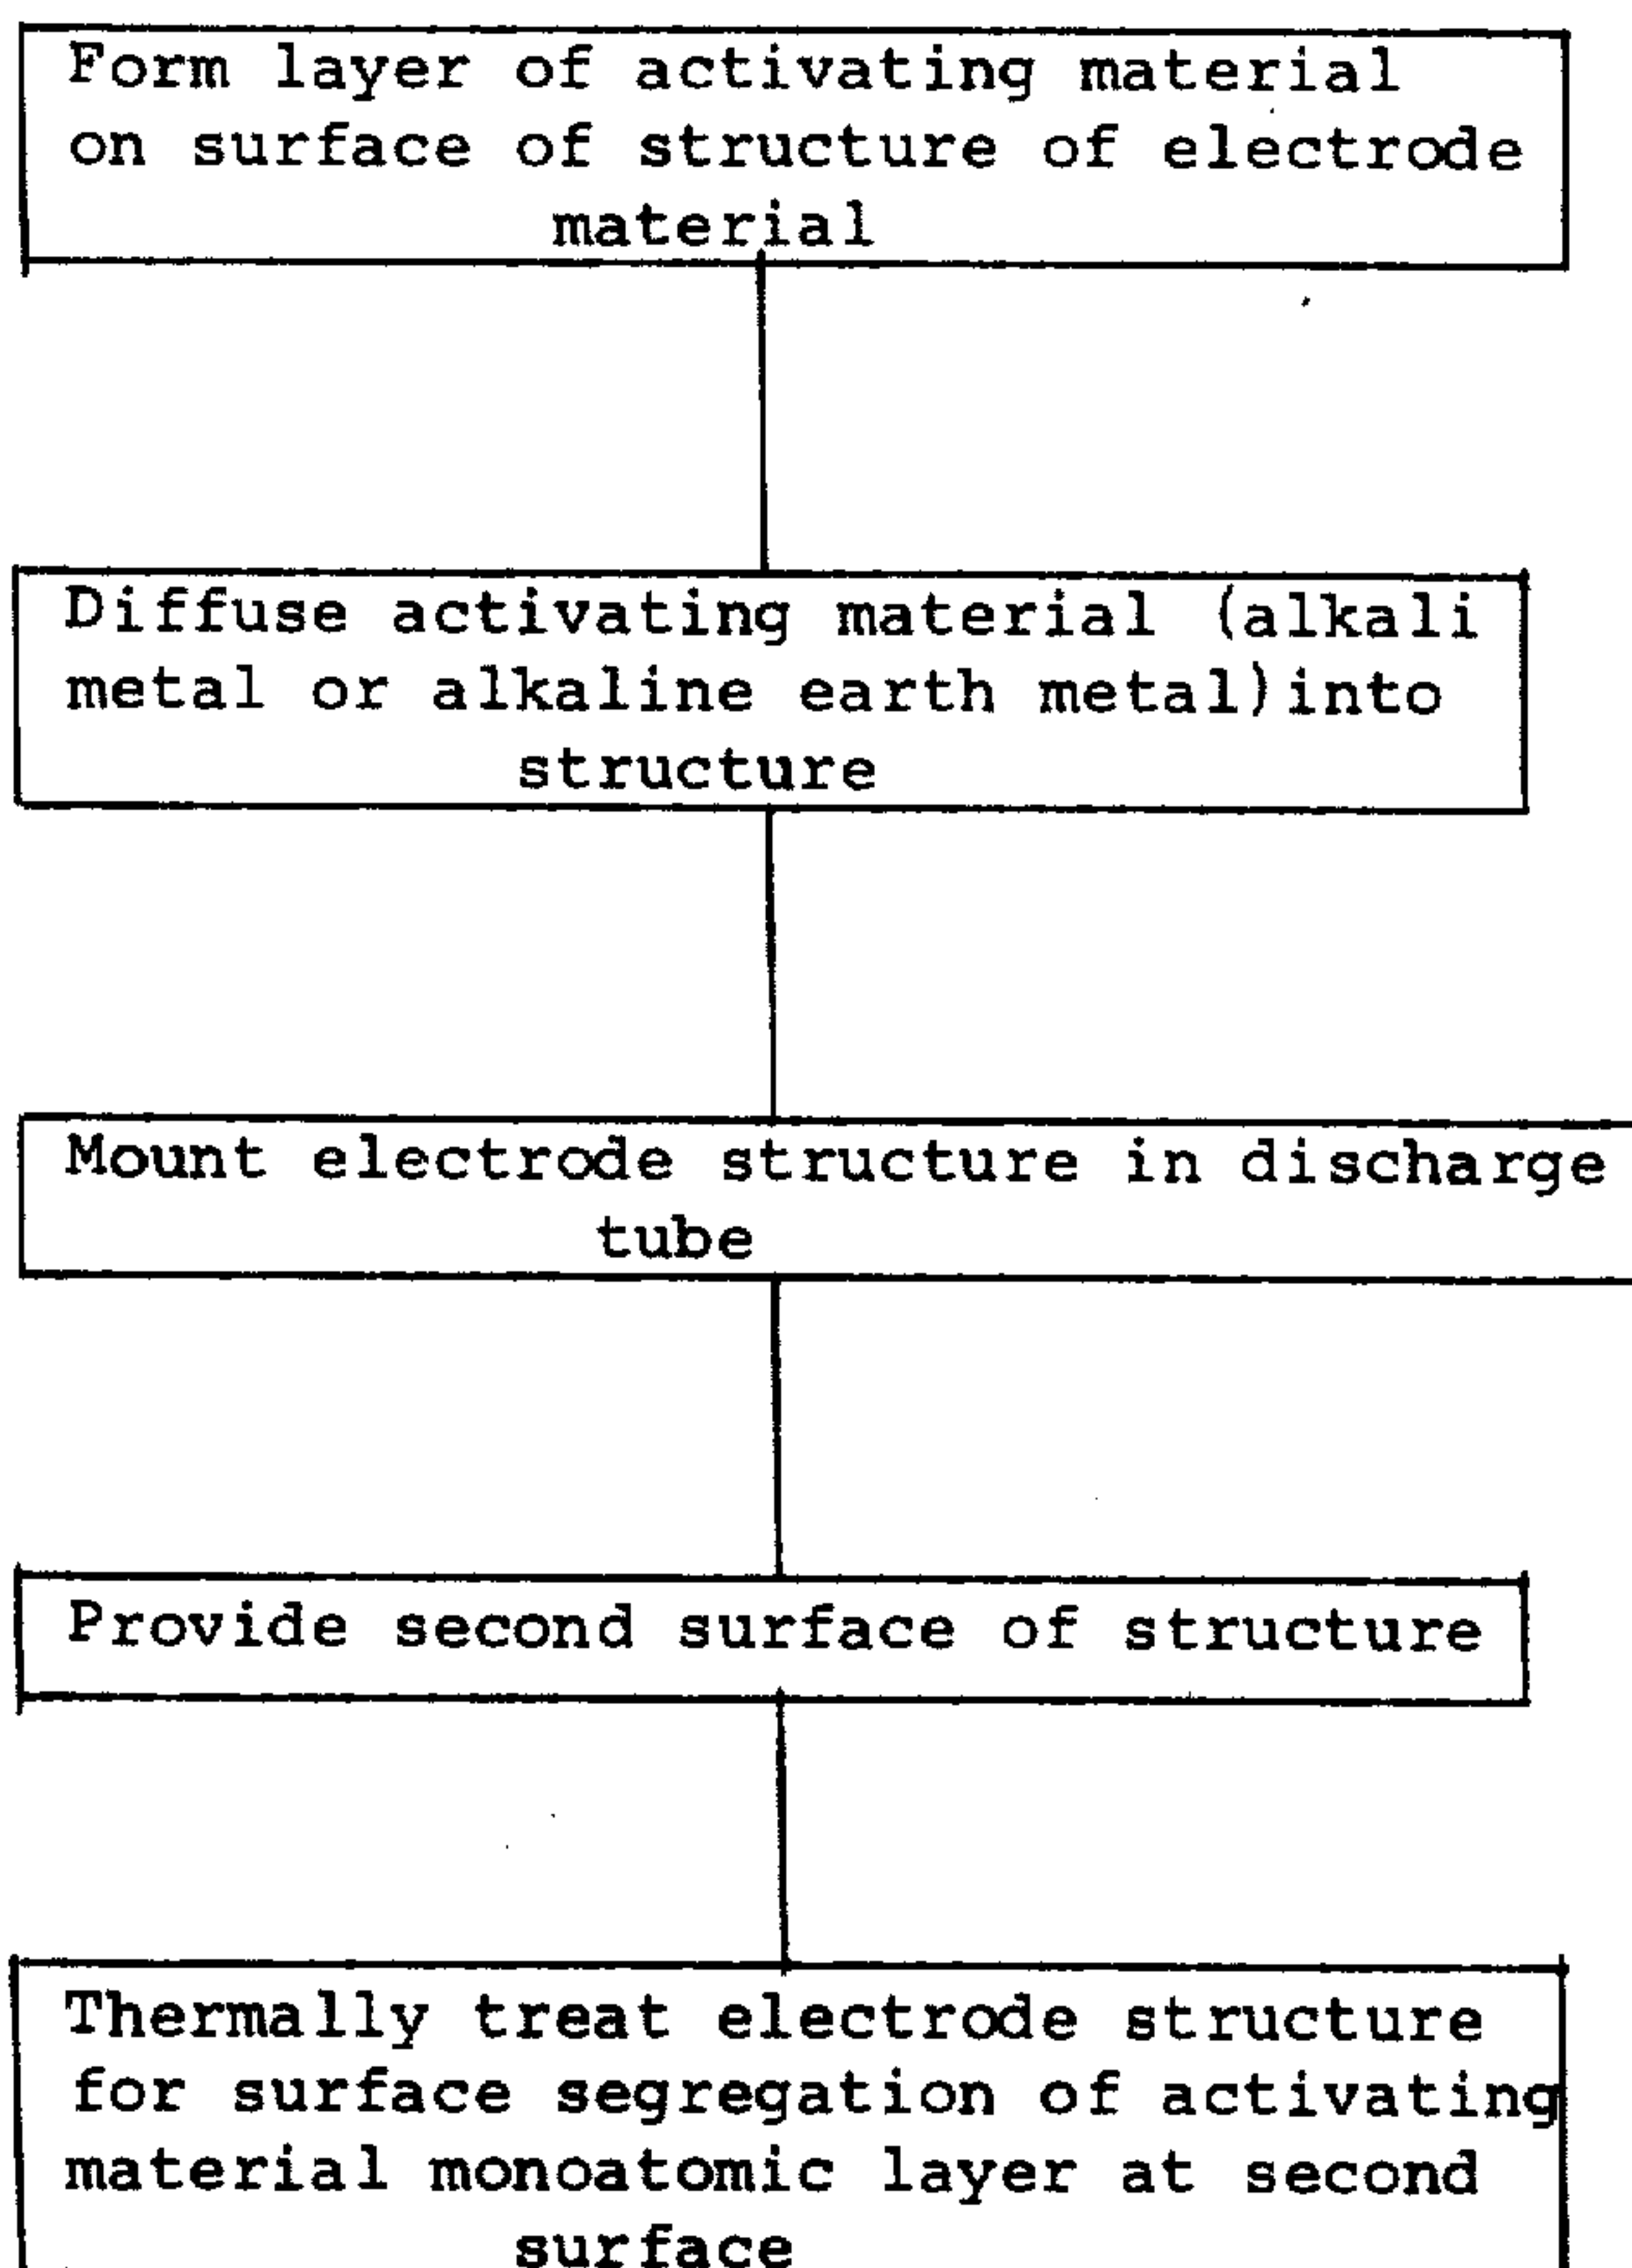 Form layer of activating material
on surface of structure of electrode
material
Diffuse activating material (alkali
metal or alkaline earth metal)into
structure
Mount electrode structure in discharge
tube
Provide second surface of structure
Thermally treat electrode structure
for surface segregation of activating
material monoatomic layer at second
surface